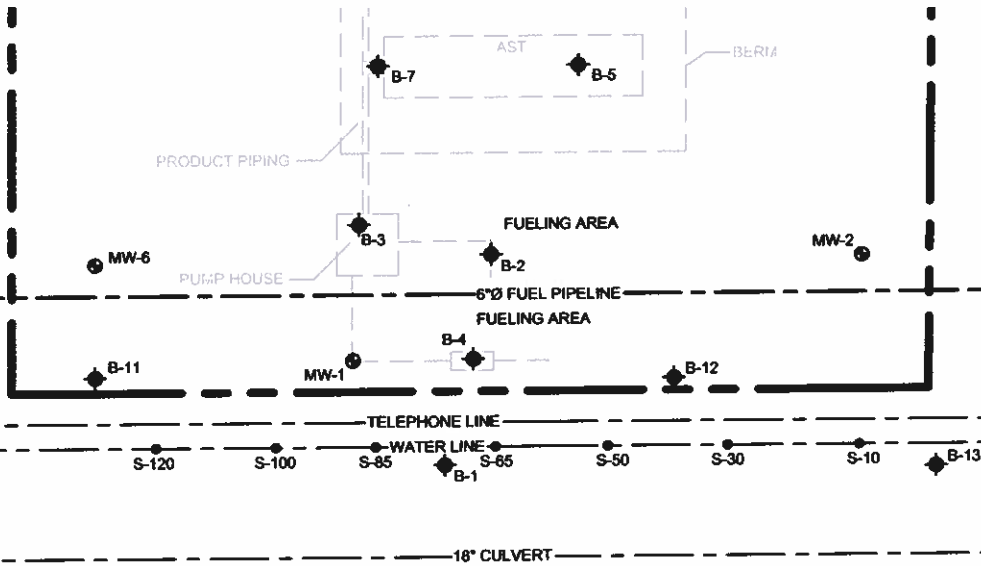 AST
BERM
B-7
B-5
PRODUCT PIPING
FUELING AREA
B-3
MW-2
MW-6
B-2
PUMP HOUSE
6"Ø FUEL PIPELINE
FUELING AREA
B-4
B-11
MW-1
B-12
TELEPHONE LINE
WATER LINE
S-120
S-100
S-85
S-65
S-50
S-30
S-10
B-13
B-1
18" CULVERT